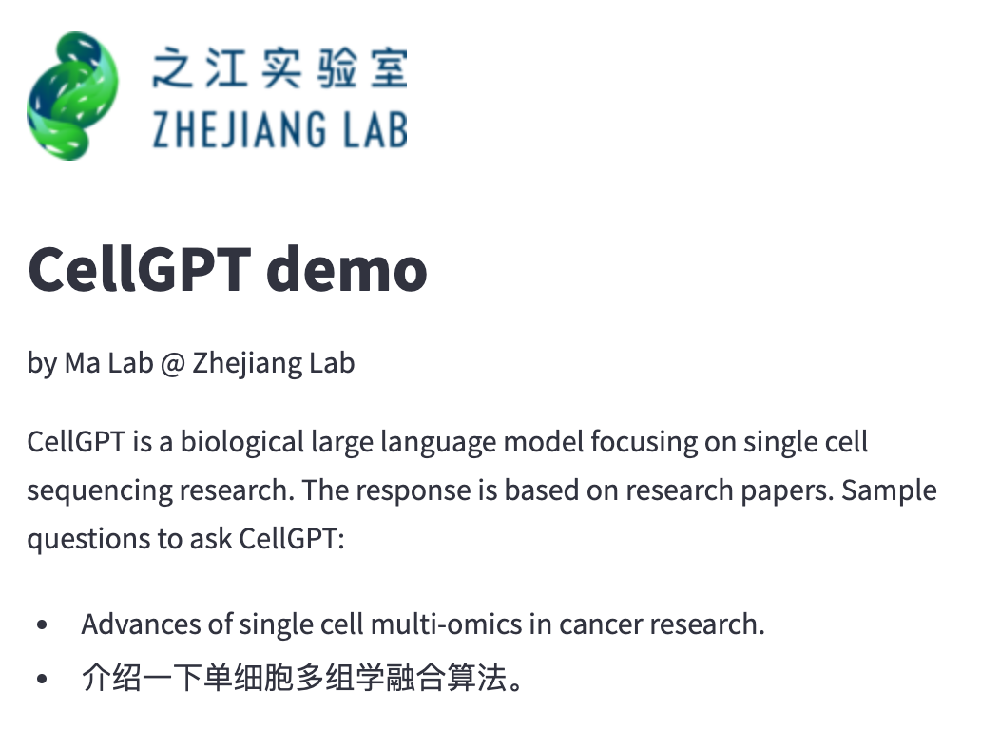 之江实验室
ZHEJIANG LAB
CellGPT demo
by Ma Lab @ Zhejiang Lab
CellGPT is a biological large language model focusing on single cell
sequencing research. The response is based on research papers. Sample
questions to ask CellGPT:
• Advances of single cell multi-omics in cancer research.
• 介绍一下单细胞多组学融合算法。